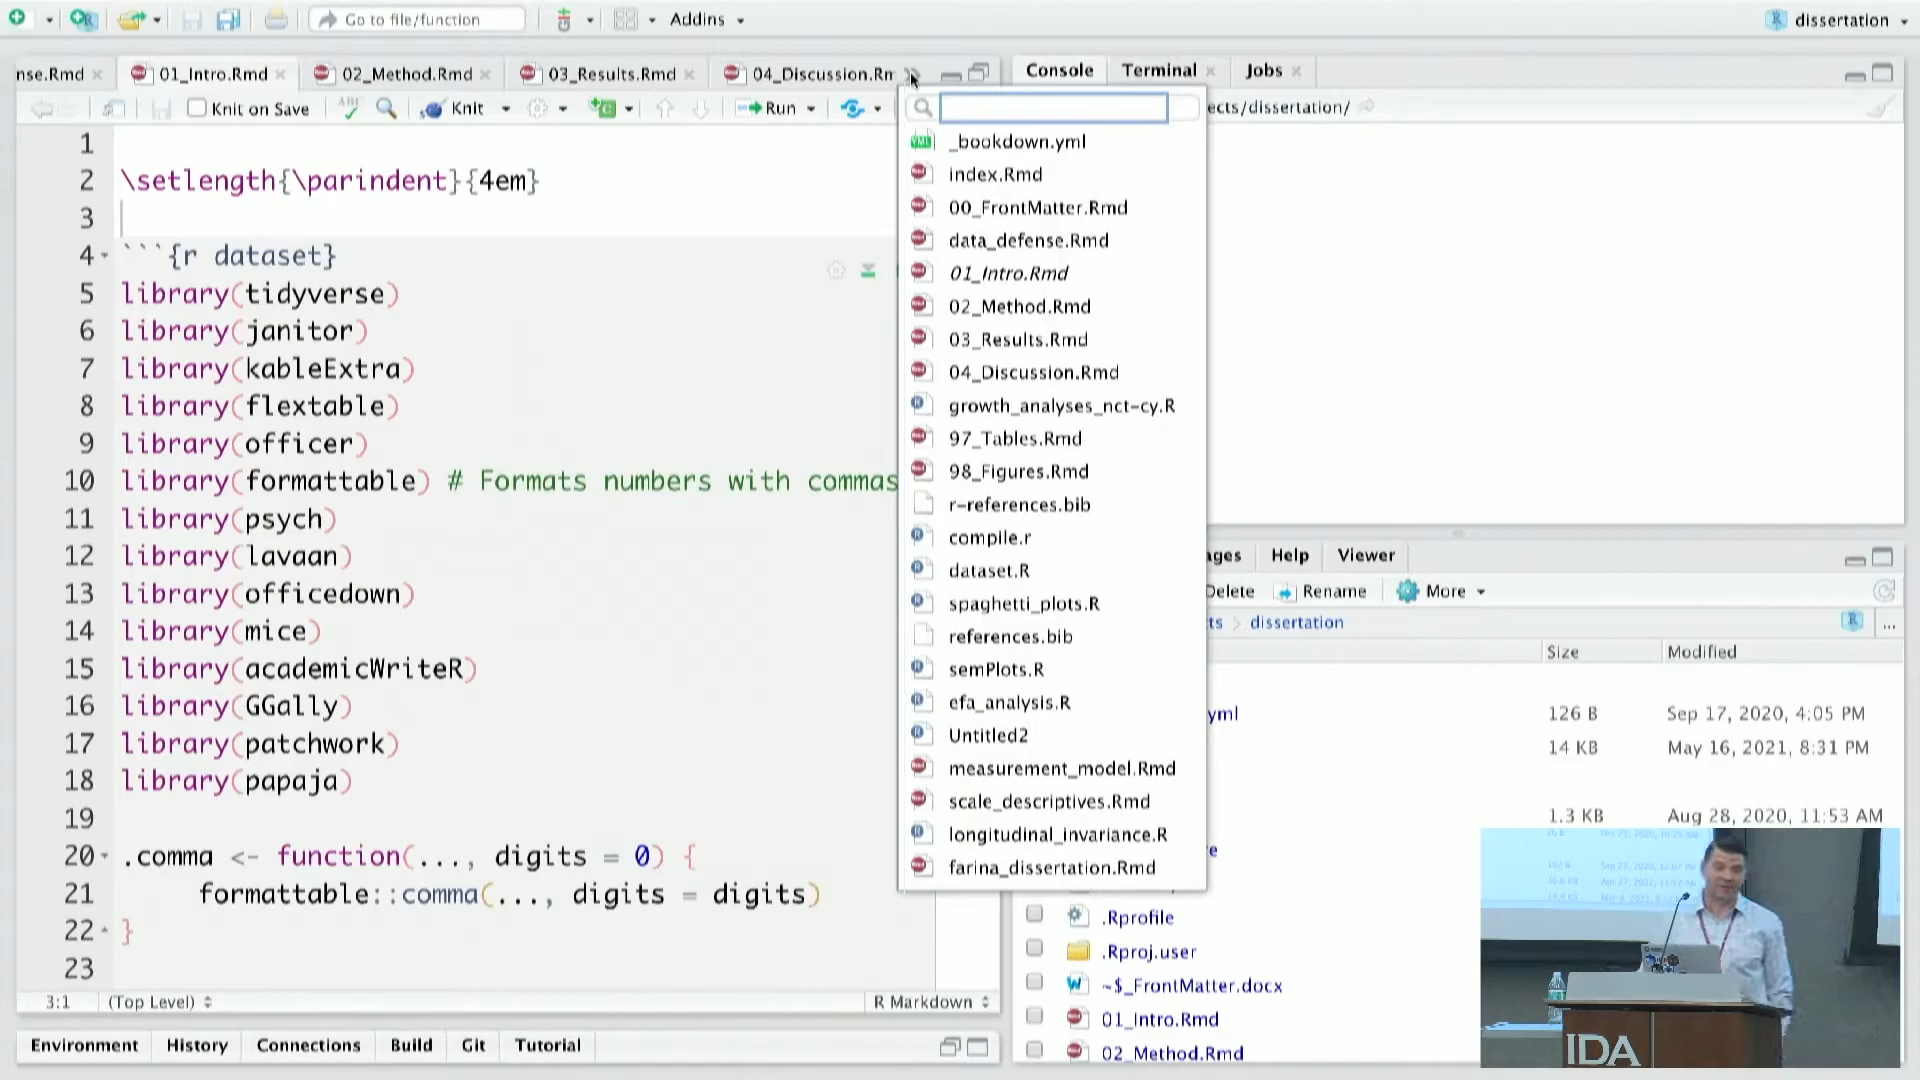 Go to file/function
Addins
dissertation
nse.Rmd
01_Intro.Rmd
02_Method.Rmd
03_Results.Rmd
04_Discussion.Rm
Console
Terminal
Jobs
Knit on Save
ABC
Knit
Run
ects/dissertation/
1
2 \setlength{\parindent}{4em}
3
4 ```{r dataset}
5 library(tidyverse)
6 library(janitor)
7 library(kableExtra)
8 library(flextable)
9 library(officer)
10 library(formattable) # Formats numbers with commas
11 library(psych)
12 library(lavaan)
13 library(officedown)
14 library(mice)
15 library(academicWriteR)
16 library(GGally)
17 library(patchwork)
18 library(papaja)
19
20 .comma <- function(..., digits = 0) {
21 formattable::comma(..., digits = digits)
22 }
23
3:1 (Top Level) R Markdown
Environment History Connections Build Git Tutorial
YML _bookdown.yml
index.Rmd
00_FrontMatter.Rmd
data_defense.Rmd
01_Intro.Rmd
02_Method.Rmd
03_Results.Rmd
04_Discussion.Rmd
growth_analyses_nct-cy.R
97_Tables.Rmd
98_Figures.Rmd
r-references.bib
compile.r
dataset.R
spaghetti_plots.R
references.bib
semPlots.R
efa_analysis.R
Untitled2
measurement_model.Rmd
scale_descriptives.Rmd
longitudinal_invariance.R
farina_dissertation.Rmd
ages Help Viewer
Delete Rename More
ts > dissertation R ...
Size Modified
yml 126 B Sep 17, 2020, 4:05 PM
14 KB May 16, 2021, 8:31 PM
1.3 KB Aug 28, 2020, 11:53 AM
e
.Rprofile
.Rproj.user
~$_FrontMatter.docx
01_Intro.Rmd
02_Method.Rmd
IDA